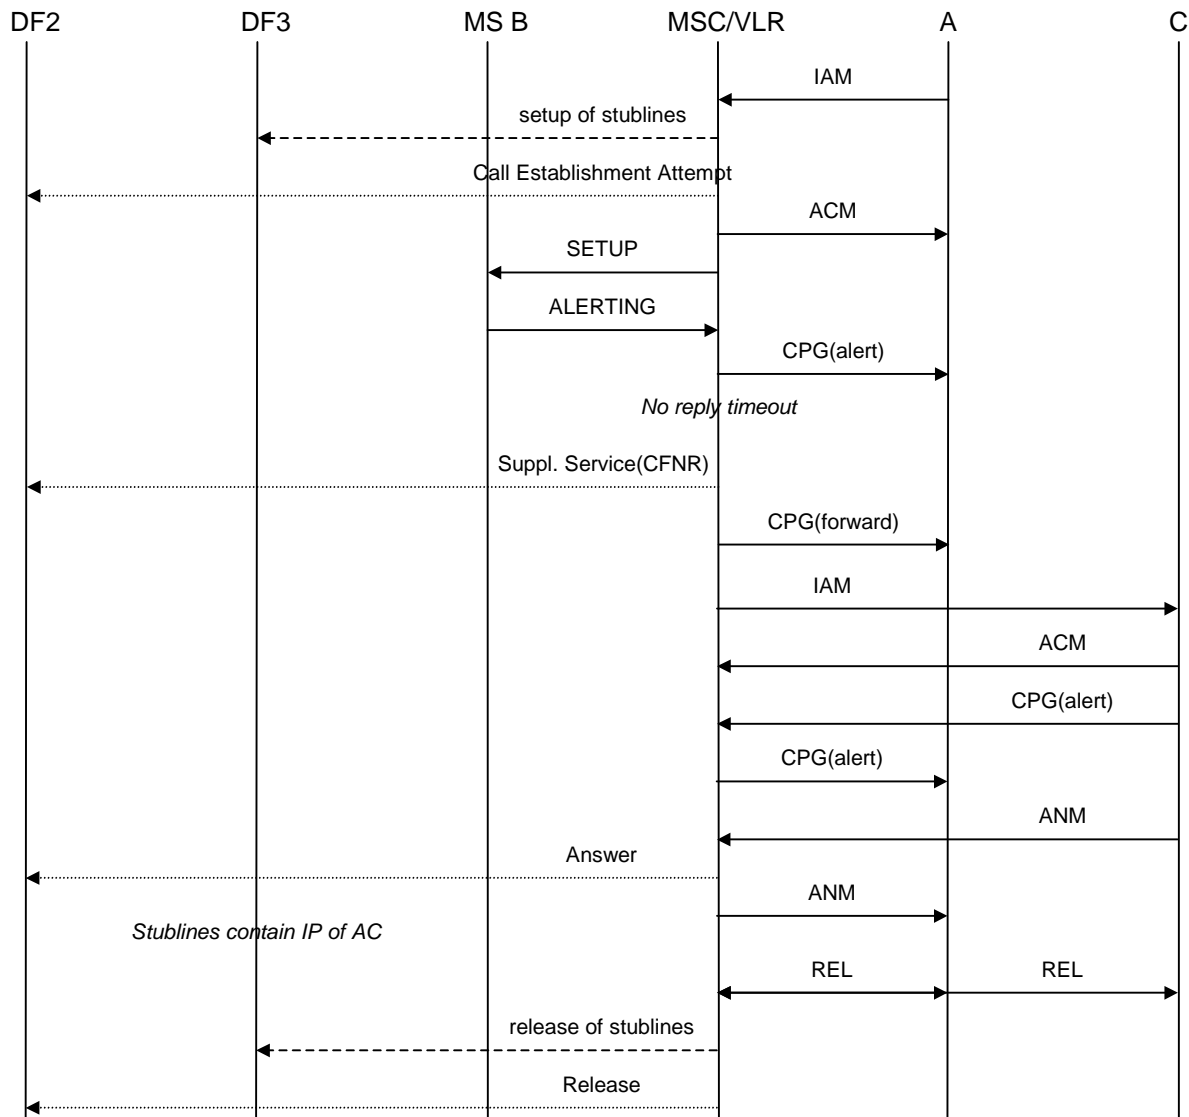 DF2 DF3 MS B MSC/VLR A C
IAM
setup of stublines
Call Establishment Attempt
ACM
SETUP
ALERTING
CPG(alert)
No reply timeout
Suppl. Service(CFNR)
CPG(forward)
IAM
ACM
CPG(alert)
CPG(alert)
ANM
Answer
ANM
Stublines contain IP of AC
REL REL
release of stublines
Release